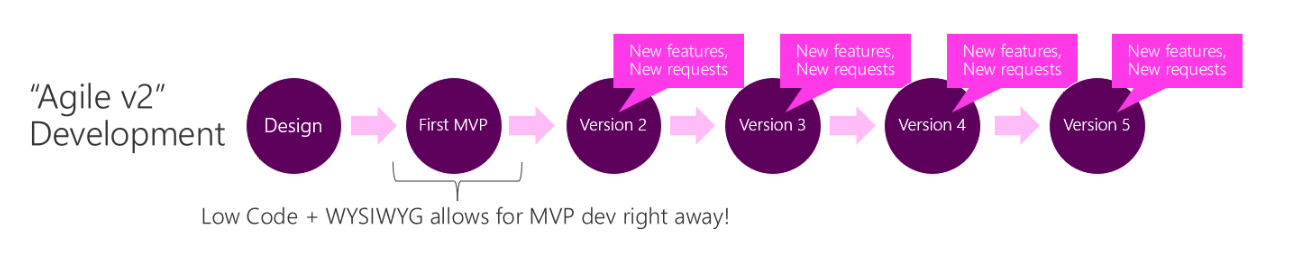 “Agile v2”
Development
Design
First MVP
Version 2
New features,
New requests
Version 3
New features,
New requests
Version 4
New features,
New requests
Version 5
New features,
New requests
Low Code + WYSIWYG allows for MVP dev right away!